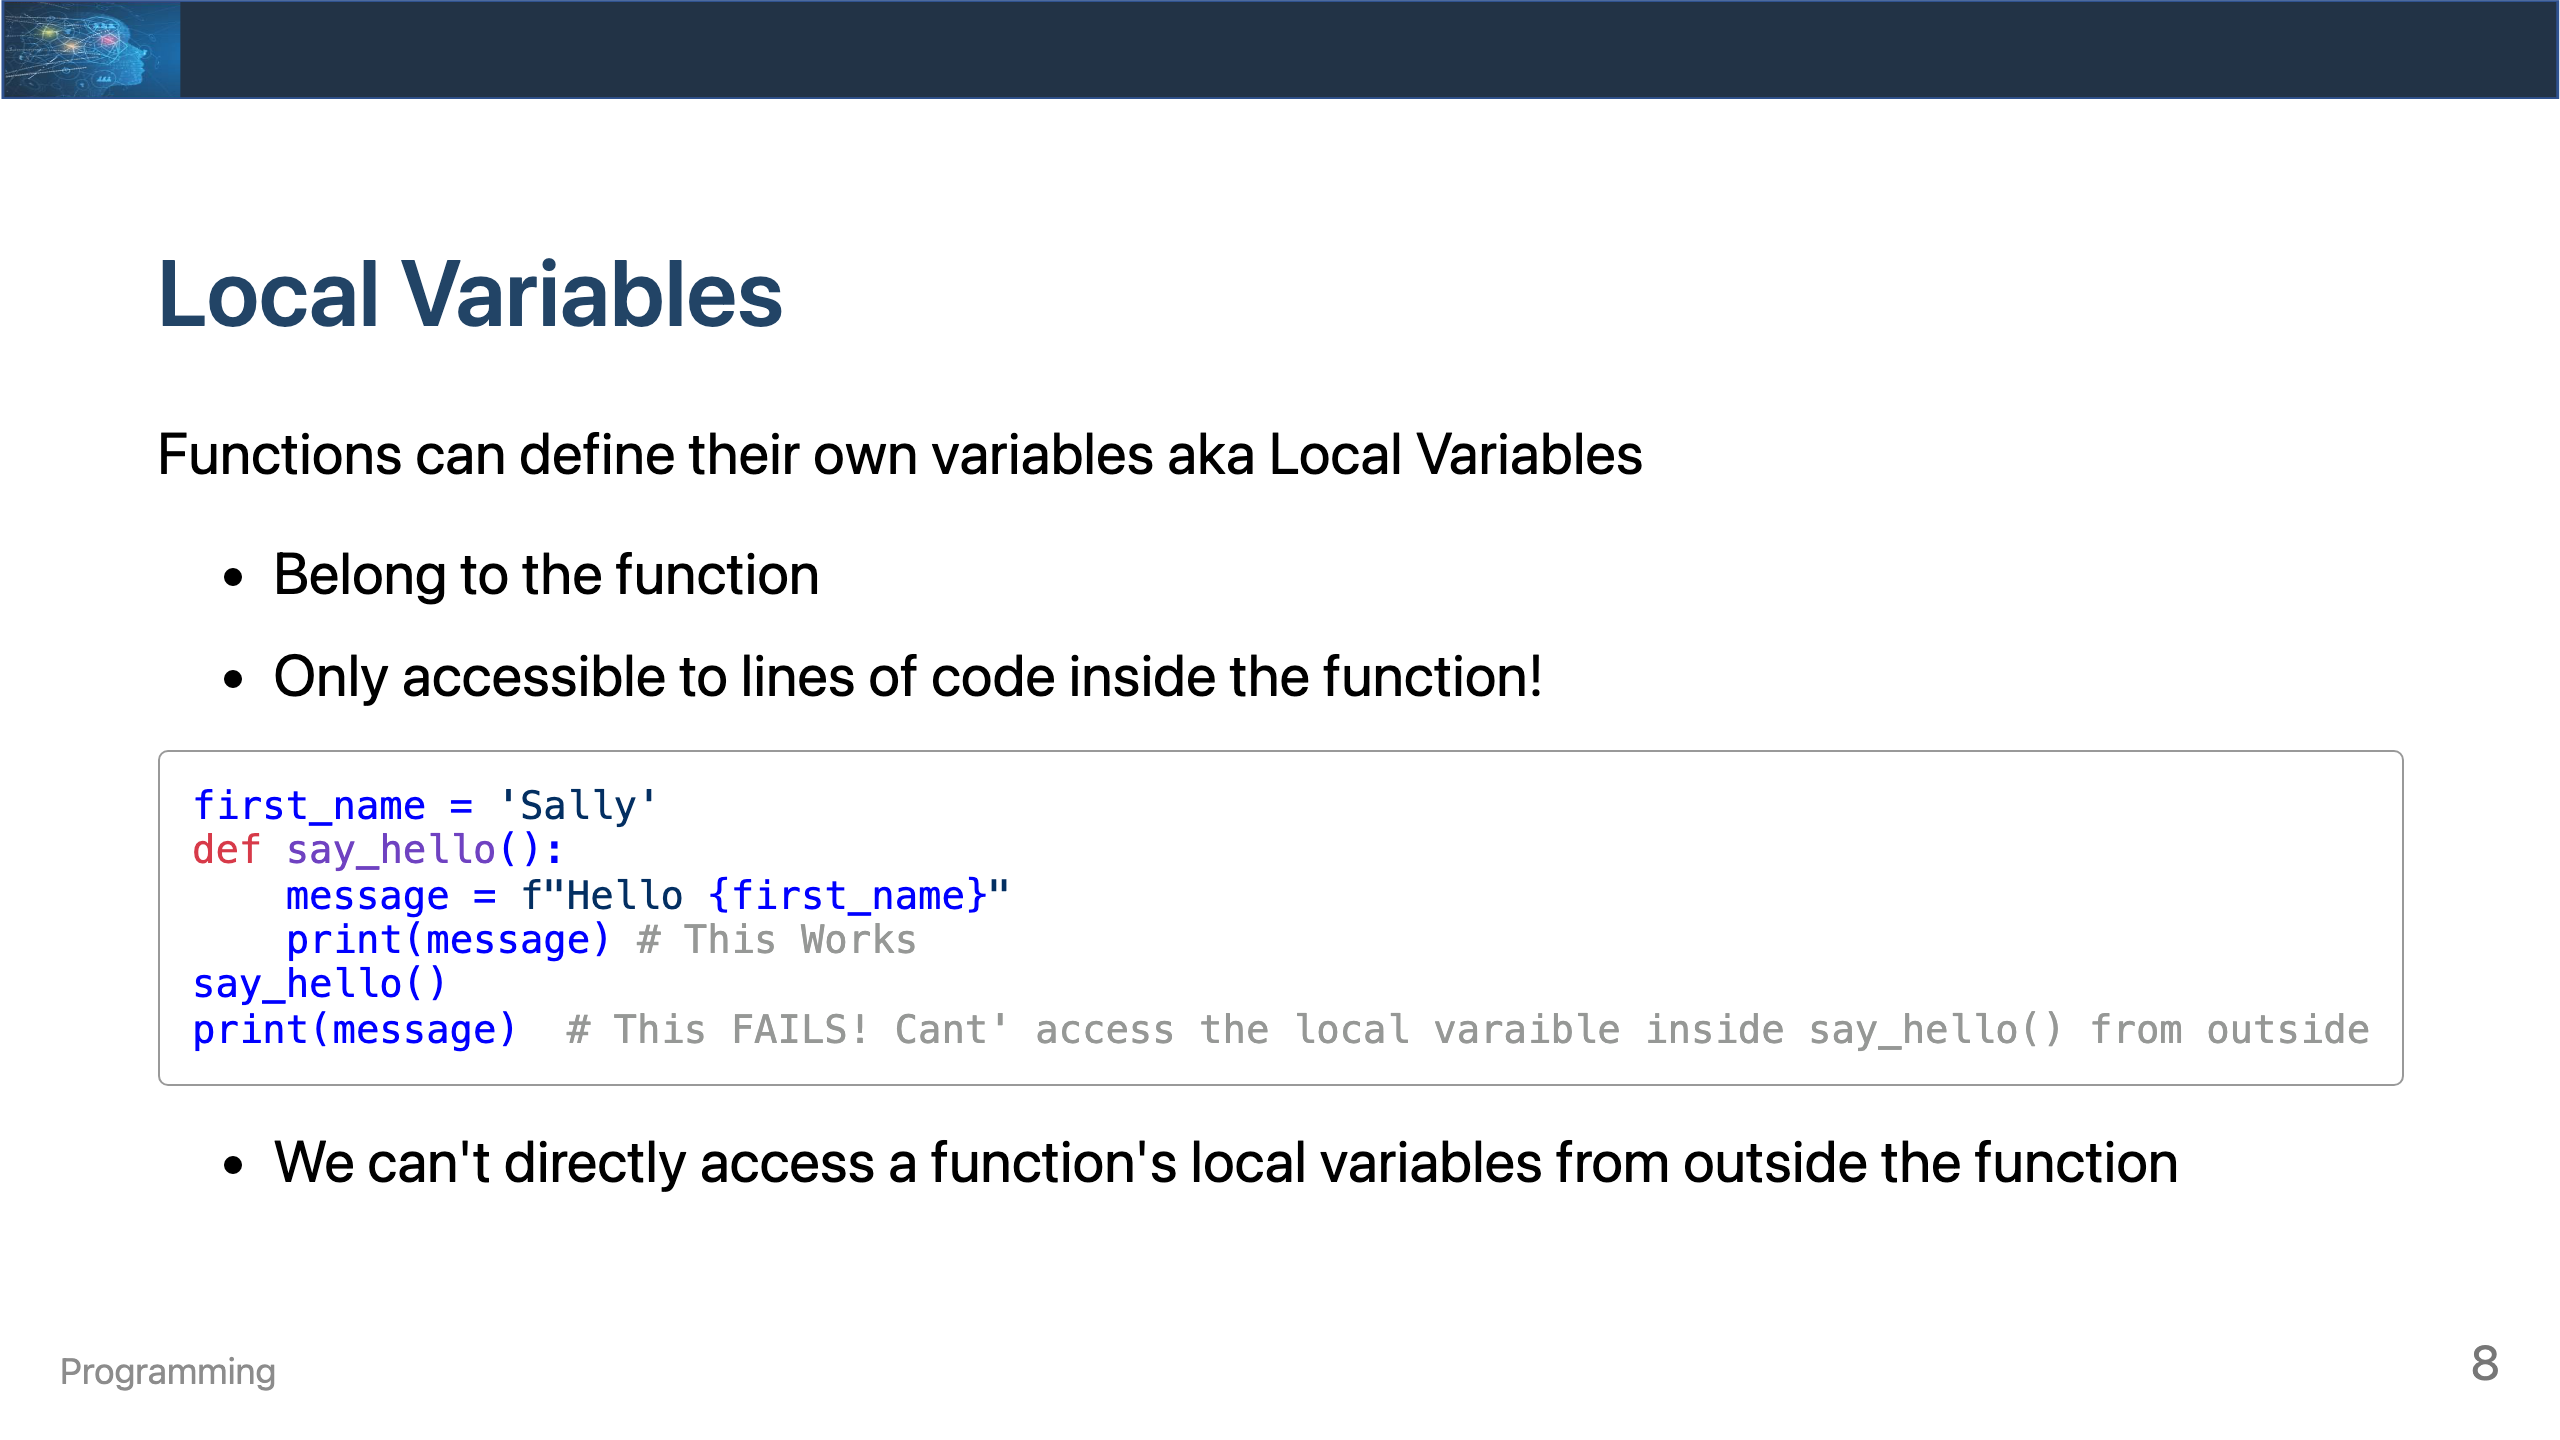 Local Variables
Functions can define their own variables aka Local Variables
• Belong to the function
• Only accessible to lines of code inside the function!
first_name = 'Sally'
def say_hello():
    message = f"Hello {first_name}"
    print(message) # This Works
say_hello()
print(message)  # This FAILS! Cant' access the local varaible inside say_hello() from outside
• We can't directly access a function's local variables from outside the function
Programming
8